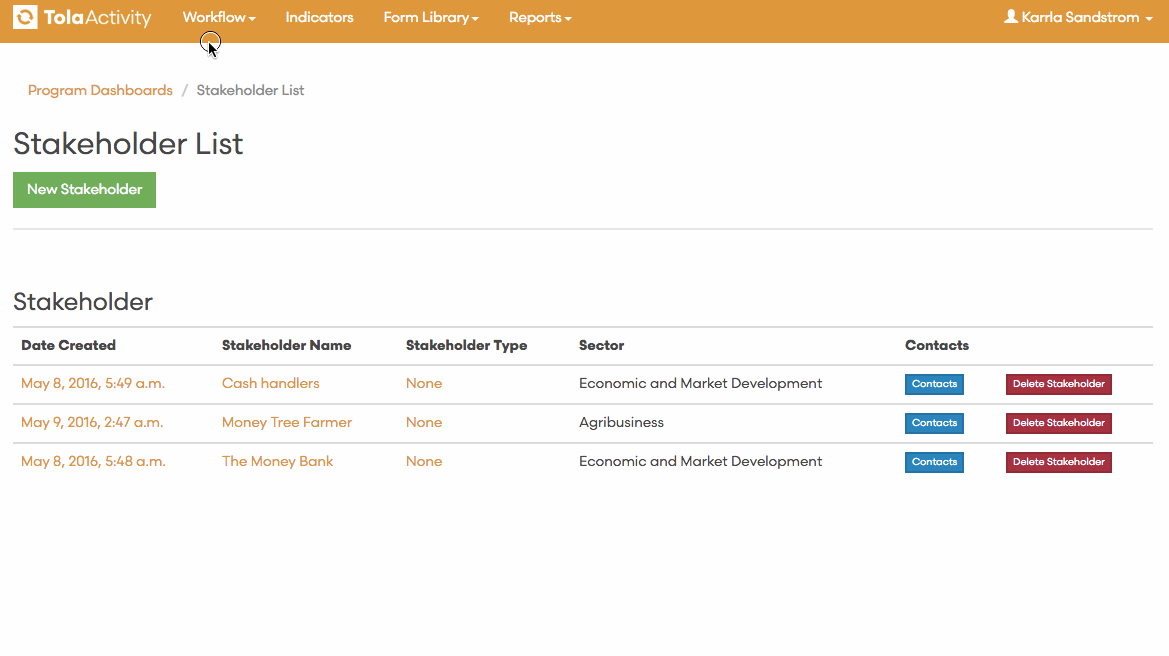 TolaActivity Workflow Indicators Form Library Reports Karrla Sandstrom
Program Dashboards / Stakeholder List
Stakeholder List
New Stakeholder
Stakeholder
Date Created Stakeholder Name Stakeholder Type Sector Contacts
May 8, 2016, 5:49 a.m. Cash handlers None Economic and Market Development Contacts Delete Stakeholder
May 9, 2016, 2:47 a.m. Money Tree Farmer None Agribusiness Contacts Delete Stakeholder
May 8, 2016, 5:48 a.m. The Money Bank None Economic and Market Development Contacts Delete Stakeholder